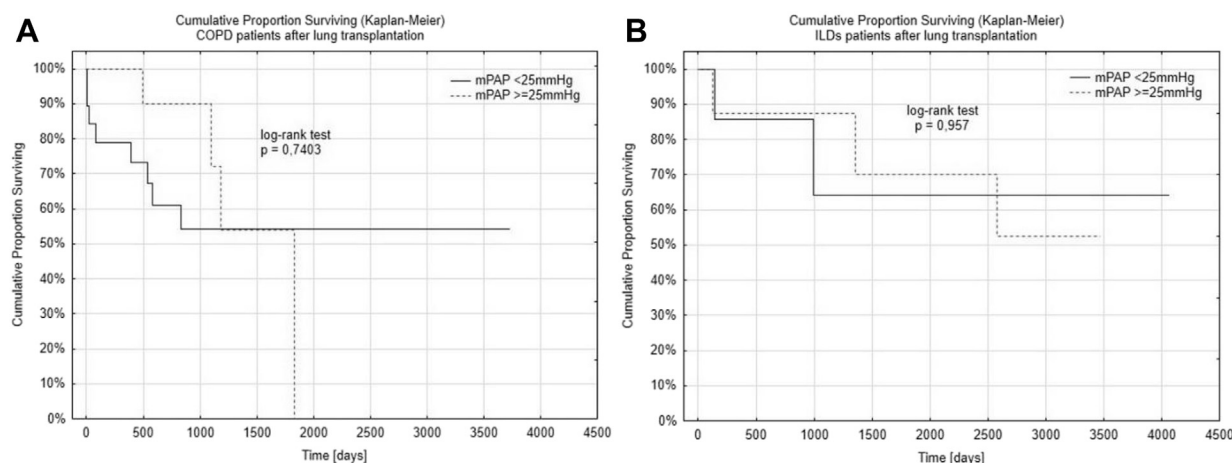 A
Cumulative Proportion Surviving (Kaplan-Meier)
COPD patients after lung transplantation
mPAP <25mmHg
mPAP >=25mmHg
log-rank test
p = 0,7403
Cumulative Proportion Surviving
100%
90%
80%
70%
60%
50%
40%
30%
20%
10%
0%
0 500 1000 1500 2000 2500 3000 3500 4000 4500
Time [days]
B
Cumulative Proportion Surviving (Kaplan-Meier)
ILDs patients after lung transplantation
mPAP <25mmHg
mPAP >=25mmHg
log-rank test
p = 0,957
Cumulative Proportion Surviving
100%
90%
80%
70%
60%
50%
40%
30%
20%
10%
0%
0 500 1000 1500 2000 2500 3000 3500 4000 4500
Time [days]